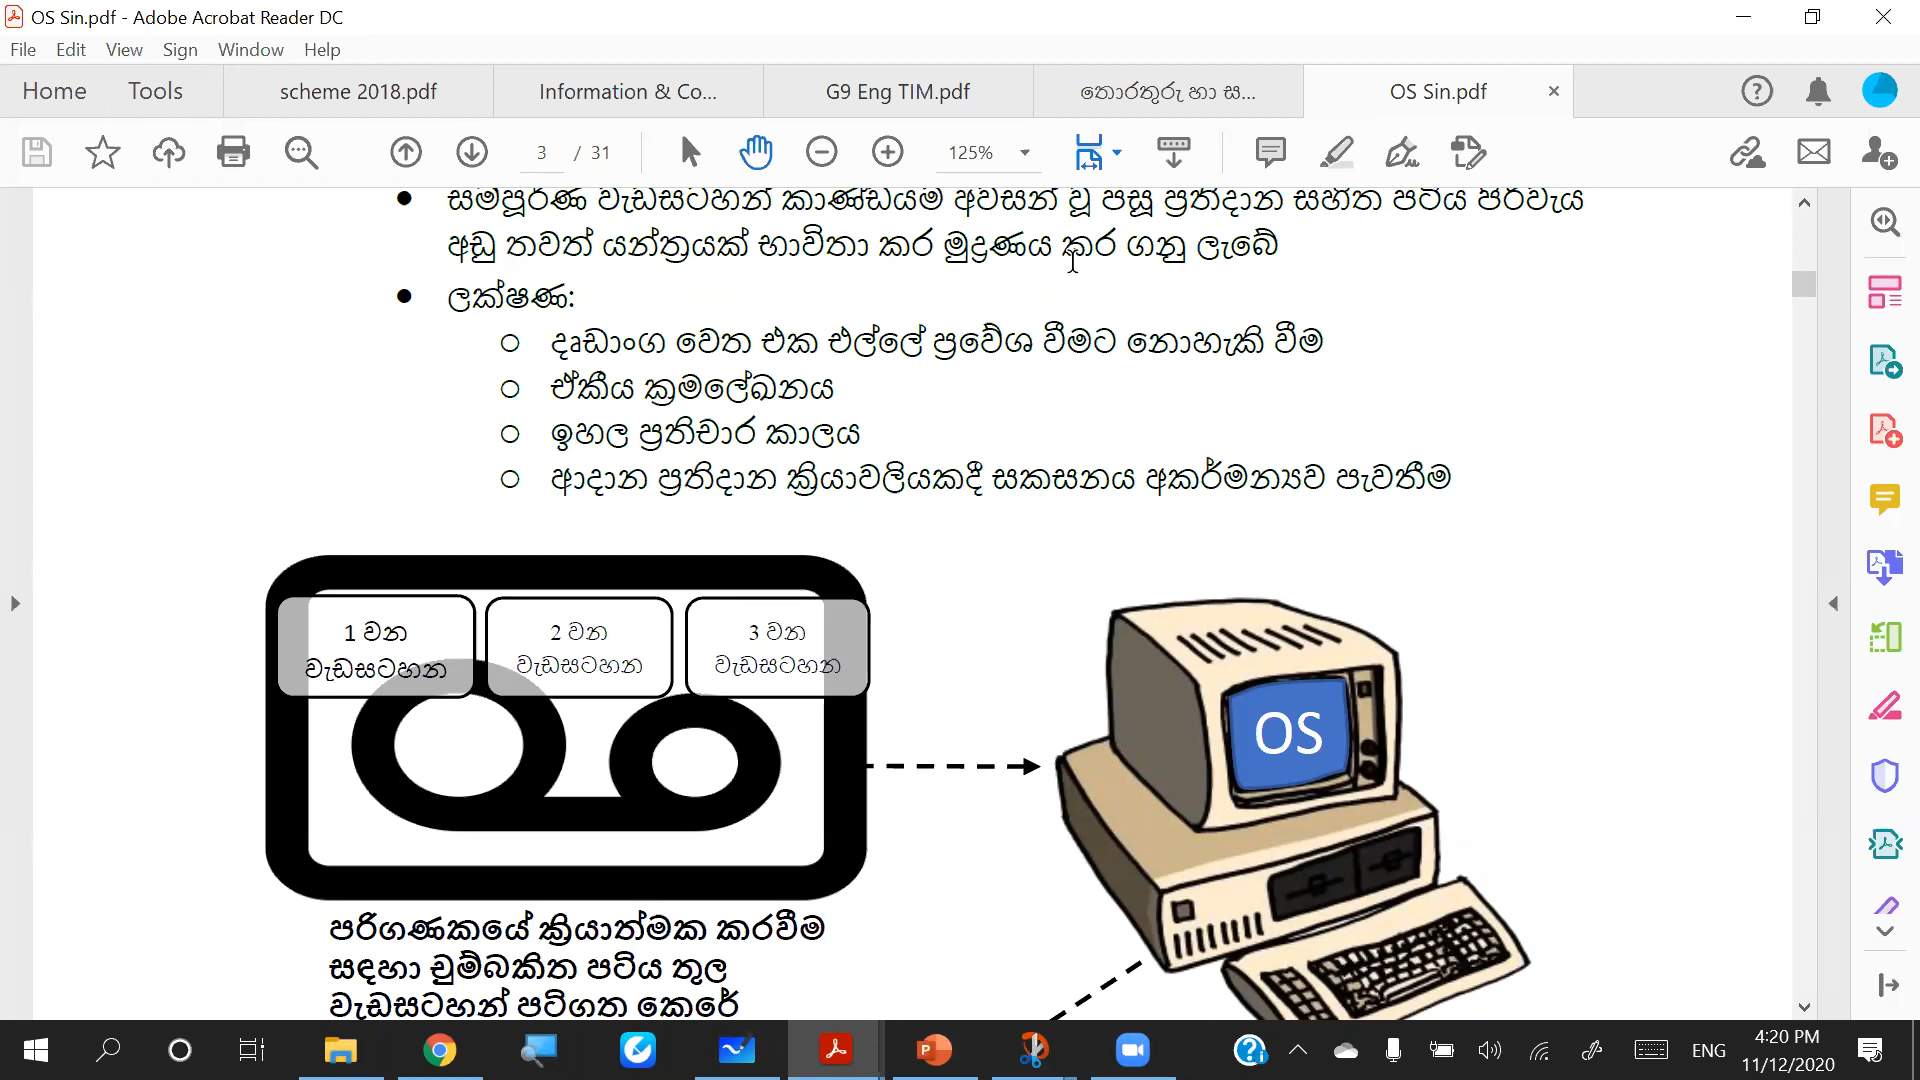 OS Sin.pdf - Adobe Acrobat Reader DC
File Edit View Sign Window Help
Home Tools scheme 2018.pdf Information & Co... G9 Eng TIM.pdf තොරතුරු හා ස... OS Sin.pdf
3 / 31 125%
සම්පූර්ණ වැඩසටහන් කාණ්ඩයම අවසන් වූ පසු ප්‍රතිදාන සහිත පටිය පිරිවැය
අඩු තවත් යන්ත්‍රයක් භාවිතා කර මුද්‍රණය කර ගනු ලැබේ
ලක්ෂණ:
දෘඩාංග වෙත එක එල්ලේ ප්‍රවේශ වීමට නොහැකි වීම
ඒකීය ක්‍රමලේඛනය
ඉහල ප්‍රතිචාර කාලය
ආදාන ප්‍රතිදාන ක්‍රියාවලියකදී සකසනය අකර්මන්‍යව පැවතීම
1 වන වැඩසටහන
2 වන වැඩසටහන
3 වන වැඩසටහන
OS
පරිගණකයේ ක්‍රියාත්මක කරවීම
සඳහා චුම්බකිත පටිය තුල
වැඩසටහන් පටිගත කෙරේ
ENG
4:20 PM
11/12/2020